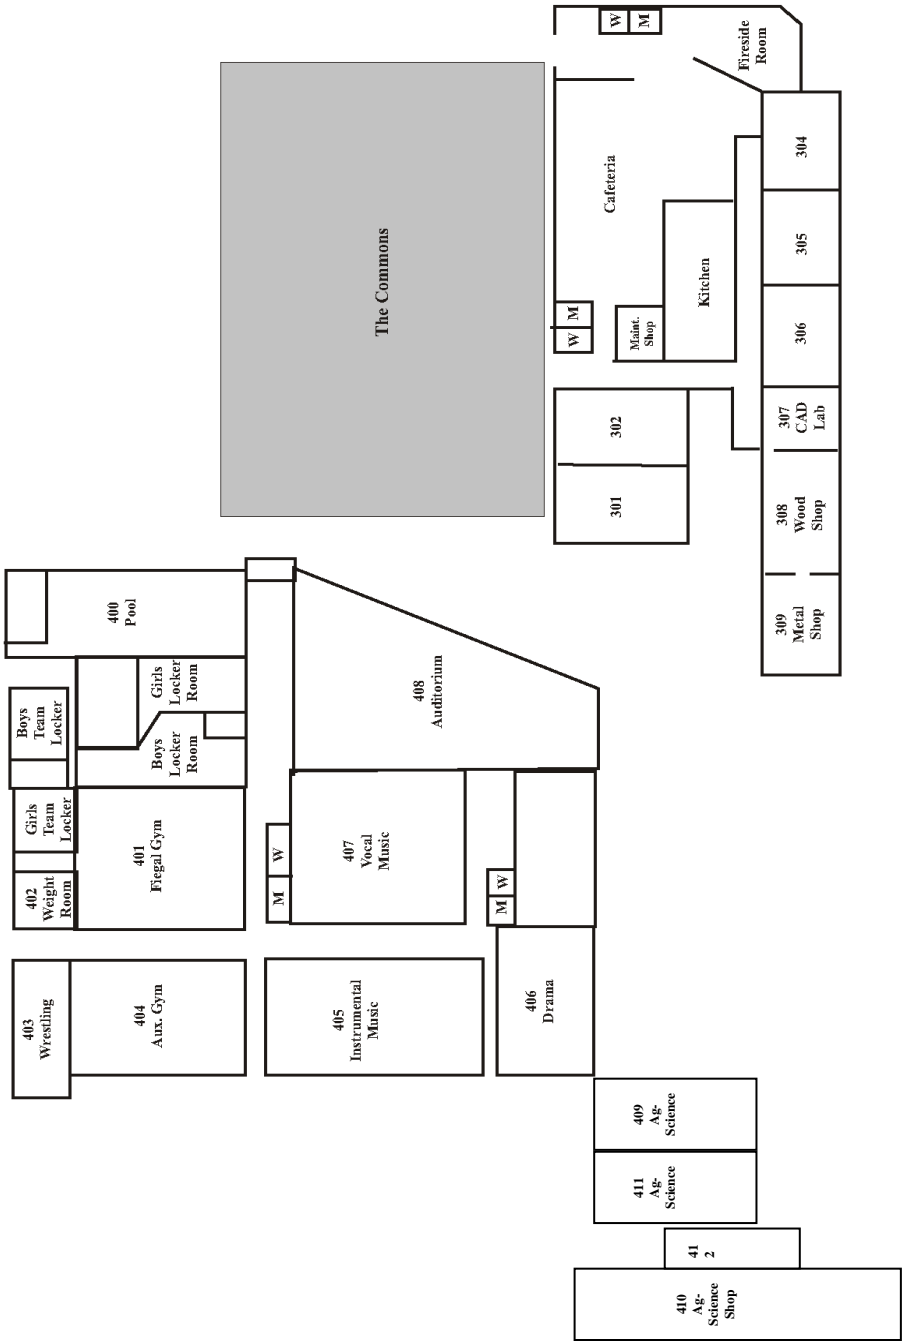 403
Wrestling
402
Weight
Room
Girls
Team
Locker
Boys
Team
Locker
404
Aux. Gym
401
Fiegal Gym
Boys
Locker
Room
Girls
Locker
Room
400
Pool
M
W
405
Instrumental
Music
407
Vocal
Music
408
Auditorium
The Commons
M
W
406
Drama
301
302
W
M
Cafeteria
W
M
Maint.
Shop
Kitchen
Fireside
Room
410
Ag-
Science
Shop
41
2
411
Ag-
Science
409
Ag-
Science
309
Metal
Shop
308
Wood
Shop
307
CAD
Lab
306
305
304